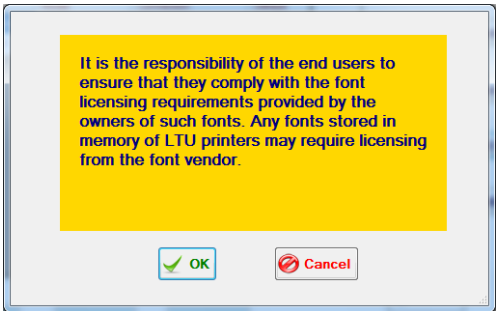 It is the responsibility of the end users to
ensure that they comply with the font
licensing requirements provided by the
owners of such fonts. Any fonts stored in
memory of LTU printers may require licensing
from the font vendor.
OK
Cancel